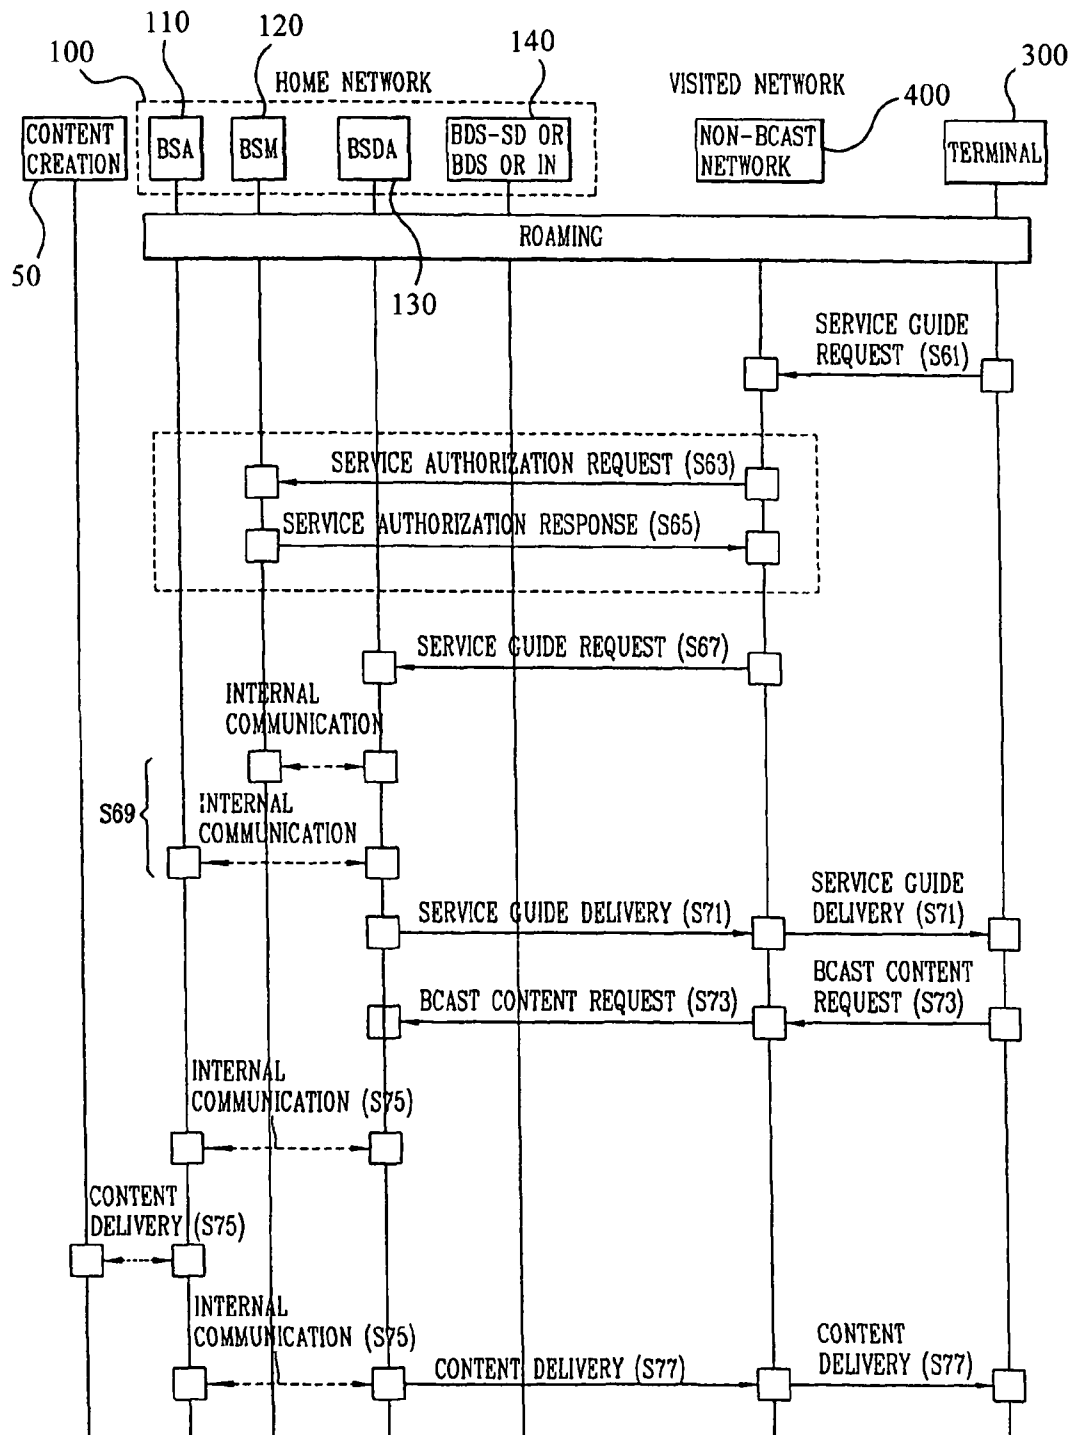 110
120
140
100
HOME NETWORK
VISITED NETWORK
300
400
CONTENT
CREATION
BSA
BSM
BSDA
BDS-SD OR
BDS OR IN
NON-BCAST
NETWORK
TERMINAL
50
ROAMING
130
SERVICE GUIDE
REQUEST (S61)
SERVICE AUTHORIZATION REQUEST (S63)
SERVICE AUTHORIZATION RESPONSE (S65)
SERVICE GUIDE REQUEST (S67)
INTERNAL
COMMUNICATION
S69
INTERNAL
COMMUNICATION
SERVICE GUIDE DELIVERY (S71)
SERVICE GUIDE
DELIVERY (S71)
BCAST CONTENT REQUEST (S73)
BCAST CONTENT
REQUEST (S73)
INTERNAL
COMMUNICATION (S75)
CONTENT
DELIVERY (S75)
INTERNAL
COMMUNICATION (S75)
CONTENT DELIVERY (S77)
CONTENT
DELIVERY (S77)